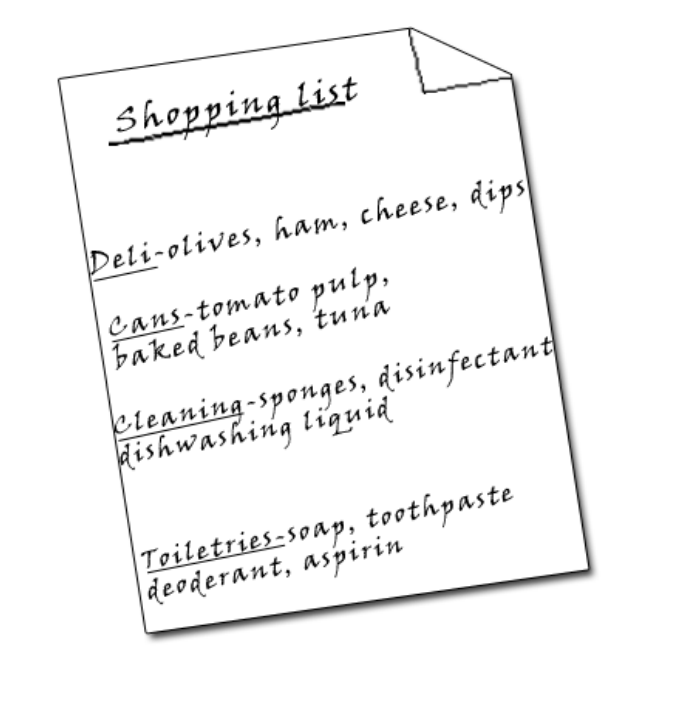 Shopping list
Deli-olives, ham, cheese, dips
Cans-tomato pulp,
baked beans, tuna
Cleaning-sponges, disinfectant
dishwashing liquid
Toiletries-soap, toothpaste
deoderant, aspirin